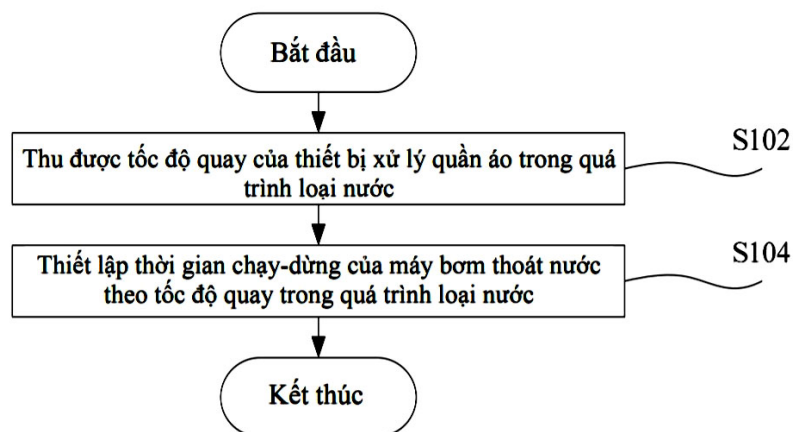 Bắt đầu
S102
Thu được tốc độ quay của thiết bị xử lý quần áo trong quá
trình loại nước
S104
Thiết lập thời gian chạy-dừng của máy bơm thoát nước
theo tốc độ quay trong quá trình loại nước
Kết thúc